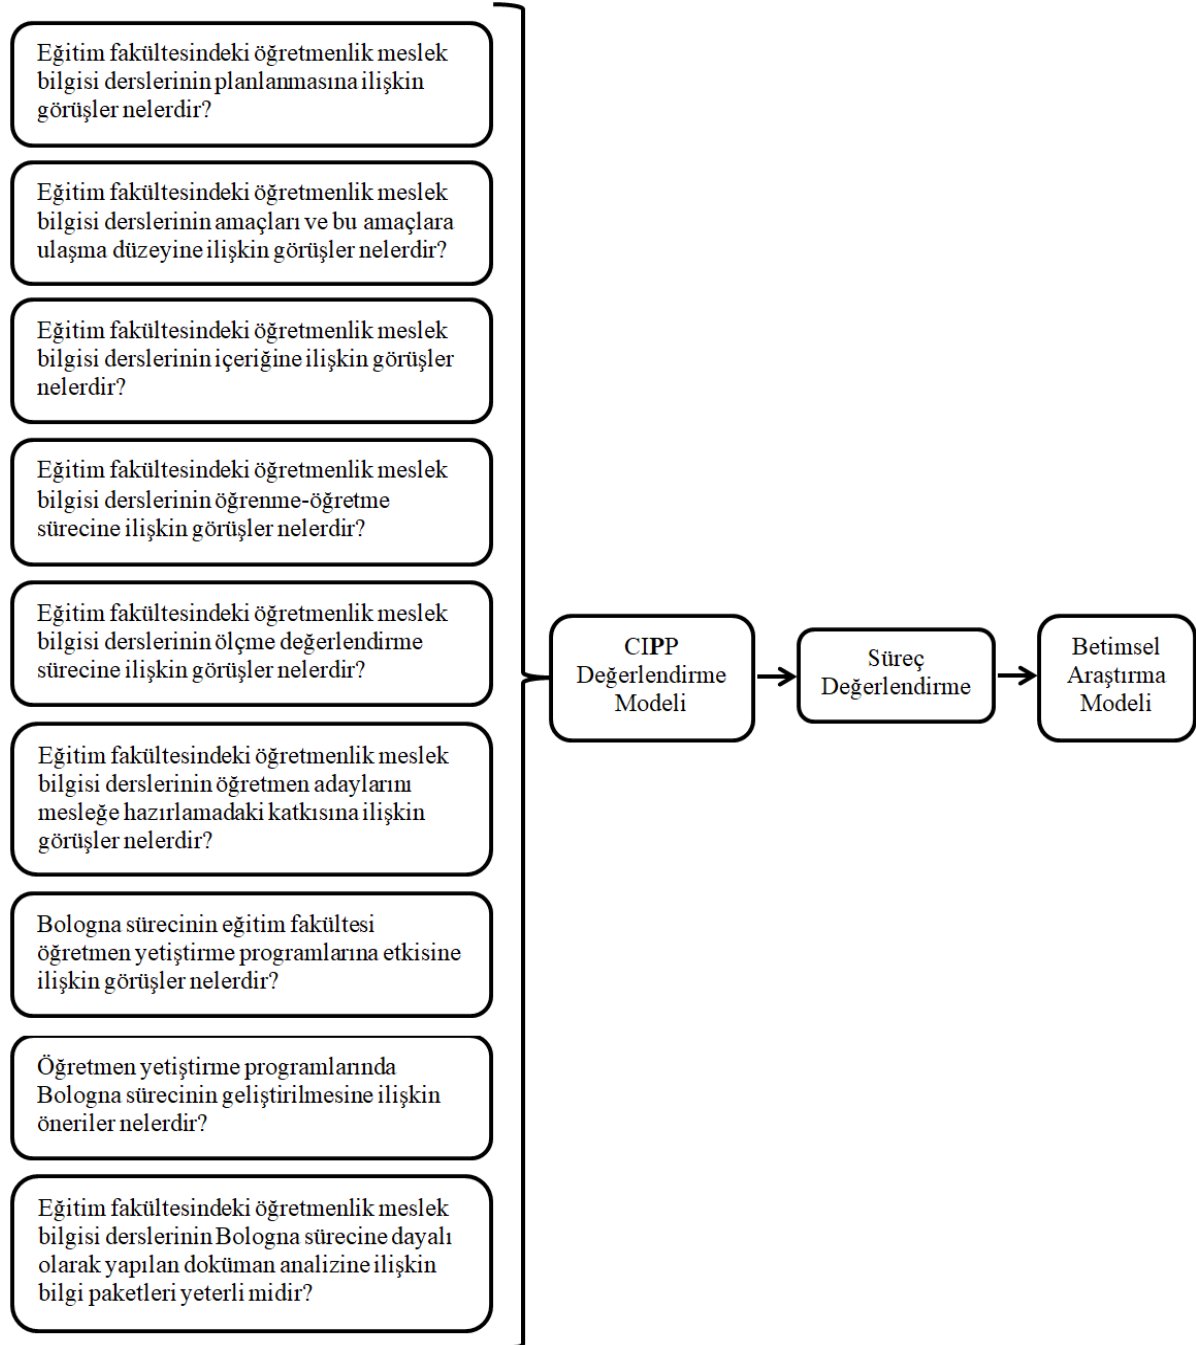 Eğitim fakültesindeki öğretmenlik meslek
bilgisi derslerinin planlanmasına ilişkin
görüşler nelerdir?
Eğitim fakültesindeki öğretmenlik meslek
bilgisi derslerinin amaçları ve bu amaçlara
ulaşma düzeyine ilişkin görüşler nelerdir?
Eğitim fakültesindeki öğretmenlik meslek
bilgisi derslerinin içeriğine ilişkin görüşler
nelerdir?
Eğitim fakültesindeki öğretmenlik meslek
bilgisi derslerinin öğrenme-öğretme
sürecine ilişkin görüşler nelerdir?
Eğitim fakültesindeki öğretmenlik meslek
bilgisi derslerinin ölçme değerlendirme
sürecine ilişkin görüşler nelerdir?
Eğitim fakültesindeki öğretmenlik meslek
bilgisi derslerinin öğretmen adaylarını
mesleğe hazırlamadaki katkısına ilişkin
görüşler nelerdir?
Bologna sürecinin eğitim fakültesi
öğretmen yetiştirme programlarına etkisine
ilişkin görüşler nelerdir?
Öğretmen yetiştirme programlarında
Bologna sürecinin geliştirilmesine ilişkin
öneriler nelerdir?
Eğitim fakültesindeki öğretmenlik meslek
bilgisi derslerinin Bologna sürecine dayalı
olarak yapılan doküman analizine ilişkin
bilgi paketleri yeterli midir?
CIPP
Değerlendirme
Modeli
Süreç
Değerlendirme
Betimsel
Araştırma
Modeli